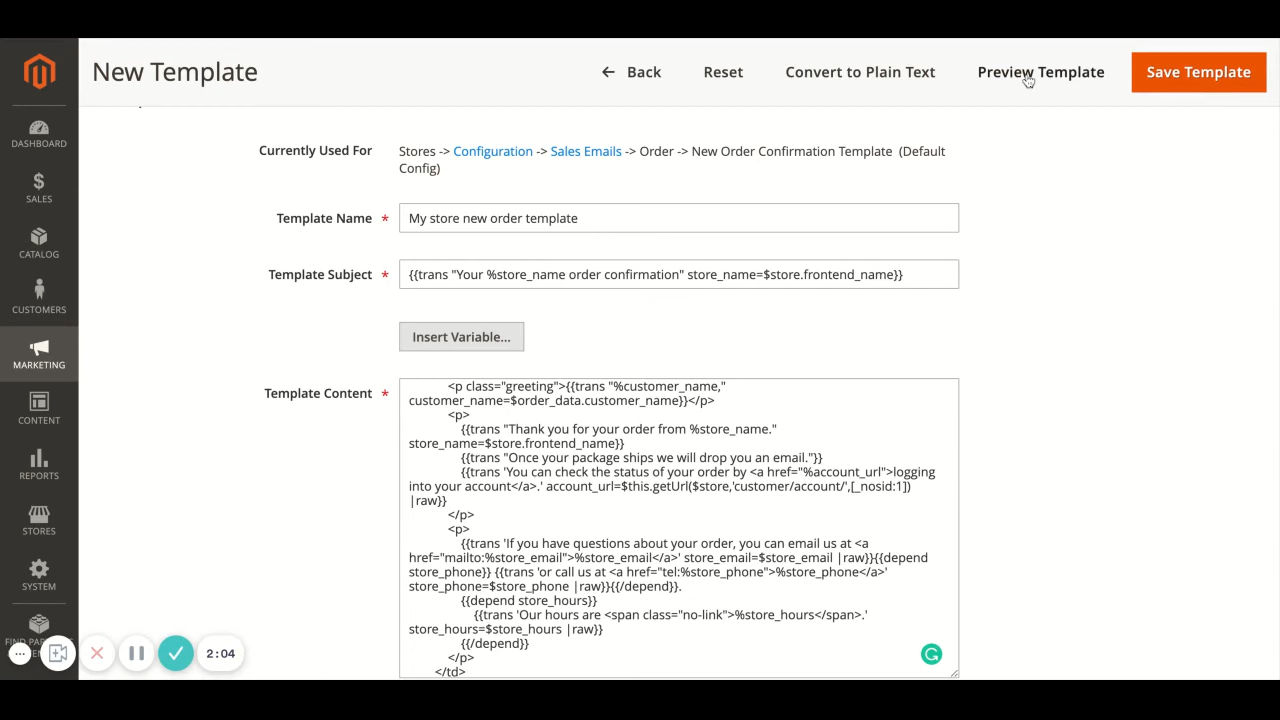 New Template
Back
Reset
Convert to Plain Text
Preview Template
Save Template
DASHBOARD
$
SALES
CATALOG
CUSTOMERS
MARKETING
CONTENT
REPORTS
STORES
SYSTEM
FIND
2:04
Currently Used For
Stores -> Configuration -> Sales Emails -> Order -> New Order Confirmation Template (Default
Config)
Template Name *
My store new order template
Template Subject *
{{trans "Your %store_name order confirmation" store_name=$store.frontend_name}}
Insert Variable...
Template Content *
<p class="greeting">{{trans "%customer_name,"
customer_name=$order_data.customer_name}}</p>
<p>
{{trans "Thank you for your order from %store_name."
store_name=$store.frontend_name}}
{{trans "Once your package ships we will drop you an email."}}
{{trans 'You can check the status of your order by <a href="%account_url">logging
into your account</a>.' account_url=$this.getUrl($store,'customer/account/',[_nosid:1])
|raw}}
</p>
<p>
{{trans 'If you have questions about your order, you can email us at <a
href="mailto:%store_email">%store_email</a>' store_email=$store_email |raw}}{{depend
store_phone}} {{trans 'or call us at <a href="tel:%store_phone">%store_phone</a>'
store_phone=$store_phone |raw}}{{/depend}}.
{{depend store_hours}}
{{trans 'Our hours are <span class="no-link">%store_hours</span>.'
store_hours=$store_hours |raw}}
{{/depend}}
</p>
</td>